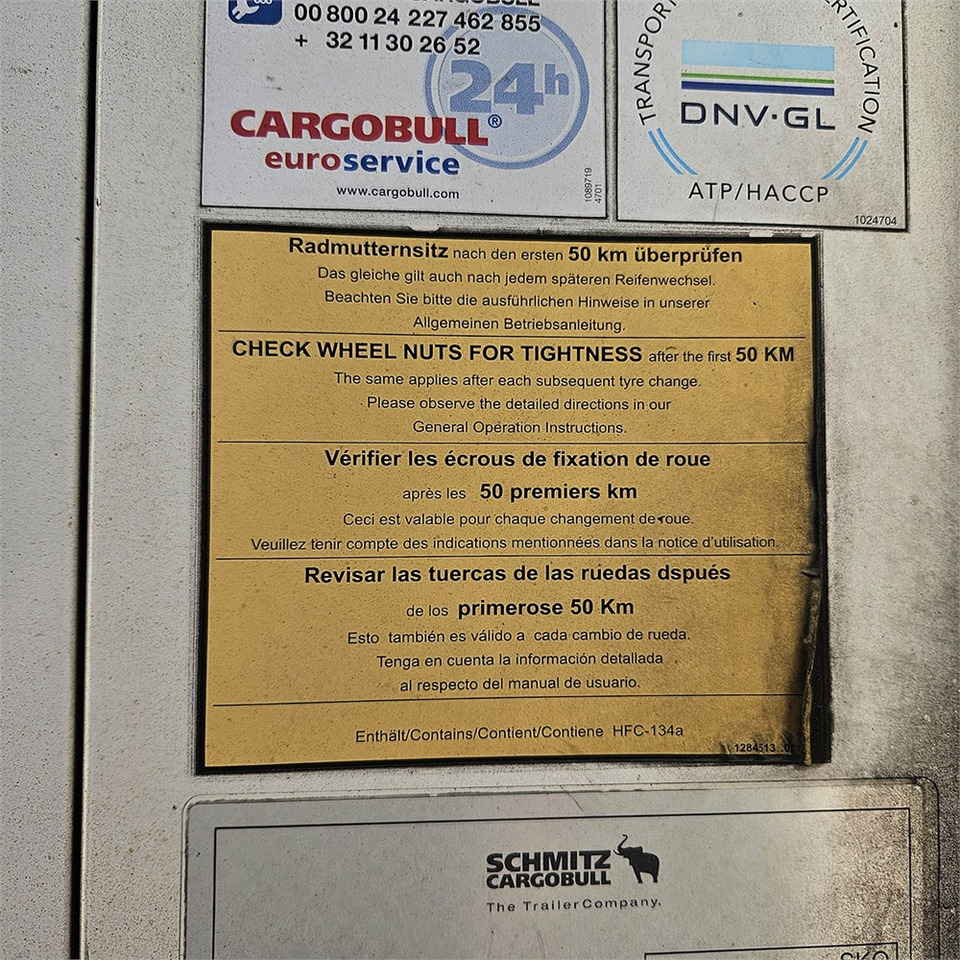 CARGOBULL
00 800 24 227 462 855
+ 32 11 30 26 52
24h
CARGOBULL®
euroservice
www.cargobull.com
1089719
4701
TRANSPORT
CERTIFICATION
DNV·GL
ATP/HACCP
1024704
Radmutternsitz nach den ersten 50 km überprüfen
Das gleiche gilt auch nach jedem späteren Reifenwechsel.
Beachten Sie bitte die ausführlichen Hinweise in unserer
Allgemeinen Betriebsanleitung.
CHECK WHEEL NUTS FOR TIGHTNESS after the first 50 KM
The same applies after each subsequent tyre change.
Please observe the detailed directions in our
General Operation Instructions.
Vérifier les écrous de fixation de roue
après les 50 premiers km
Ceci est valable pour chaque changement de roue.
Veuillez tenir compte des indications mentionnées dans la notice d'utilisation.
Revisar las tuercas de las ruedas dspués
de los primerose 50 Km
Esto también es válido a cada cambio de rueda.
Tenga en cuenta la información detallada
al respecto del manual de usuario.
Enthält/Contains/Contient/Contiene HFC-134a
1284513
SCHMITZ
CARGOBULL
The Trailer Company.
SKO